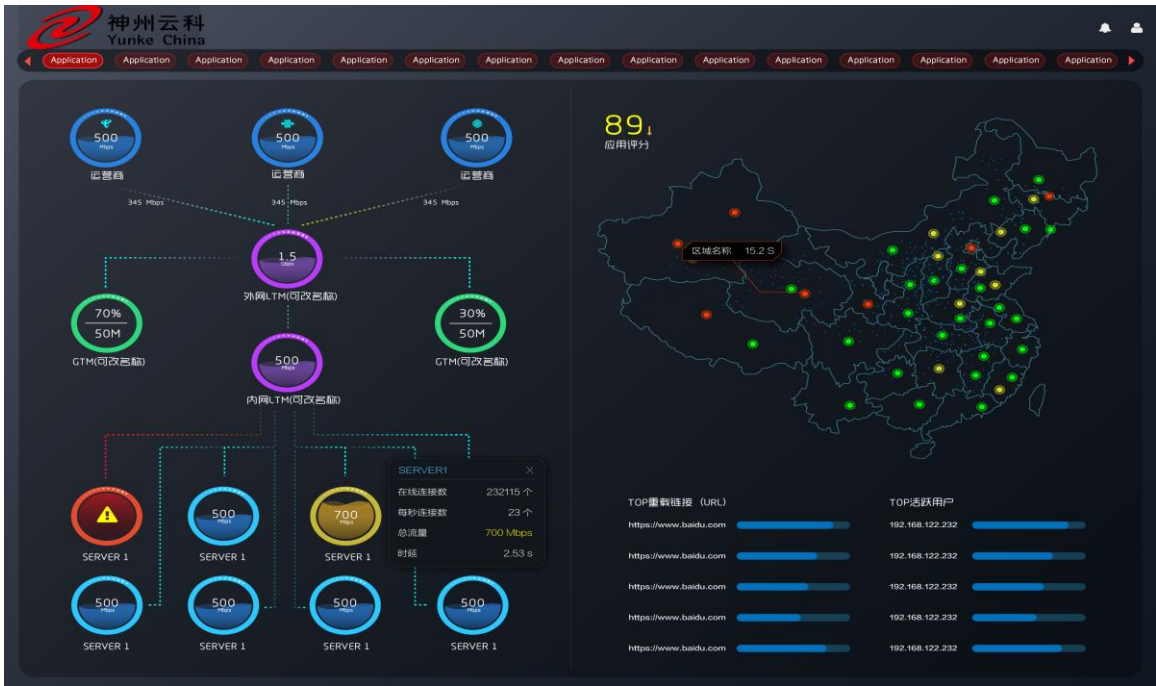 神州云科
Yunke China
Application Application Application Application Application Application Application Application Application Application Application Application Application Application Application
500 Mbps
500 Mbps
500 Mbps
运营商
运营商
运营商
345 Mbps
345 Mbps
345 Mbps
1.5 Gbps
外网LTM(可改名称)
70%
50M
GTM(可改名称)
30%
50M
GTM(可改名称)
500 Mbps
内网LTM(可改名称)
SERVER 1
500 Mbps
SERVER 1
700 Mbps
SERVER 1
SERVER1 ×
在线连接数 232115 个
每秒连接数 23 个
总流量 700 Mbps
时延 2.53 s
500 Mbps
SERVER 1
500 Mbps
SERVER 1
500 Mbps
SERVER 1
500 Mbps
SERVER 1
89↓
应用评分
区域名称 15.2 S
TOP重载链接（URL）
https://www.baidu.com
https://www.baidu.com
https://www.baidu.com
https://www.baidu.com
https://www.baidu.com
TOP活跃用户
192.168.122.232
192.168.122.232
192.168.122.232
192.168.122.232
192.168.122.232